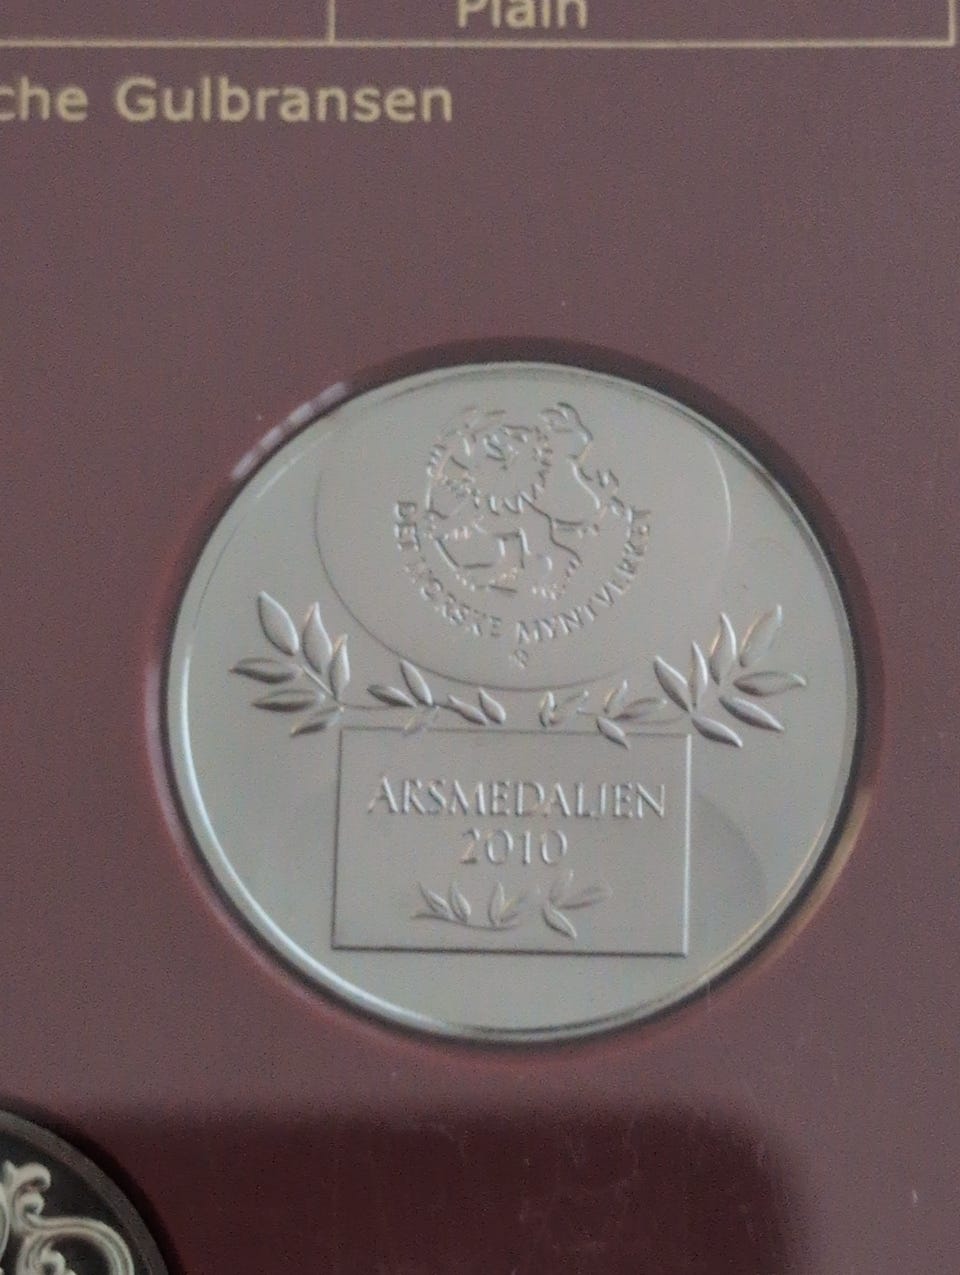 Plain
che Gulbransen
DET NORSKE MYNTVERKET
ÅRSMEDALJEN
2010